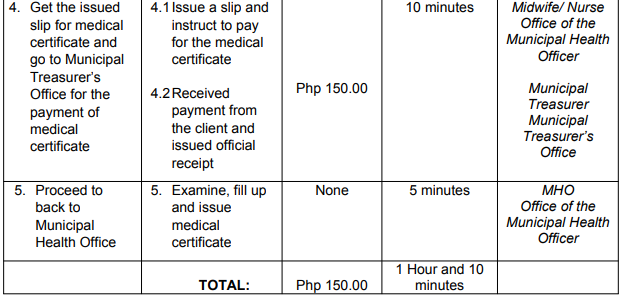 4. Get the issued
slip for medical
certificate and
go to Municipal
Treasurer's
Office for the
payment of
medical
certificate
4.1 Issue a slip and
instruct to pay
for the medical
certificate
4.2 Received
payment from
the client and
issued official
receipt
Php 150.00
10 minutes
Midwife/ Nurse
Office of the
Municipal Health
Officer
Municipal
Treasurer
Municipal
Treasurer's
Office
5. Proceed to
back to
Municipal
Health Office
5. Examine, fill up
and issue
medical
certificate
None
5 minutes
MHO
Office of the
Municipal Health
Officer
TOTAL:
Php 150.00
1 Hour and 10
minutes